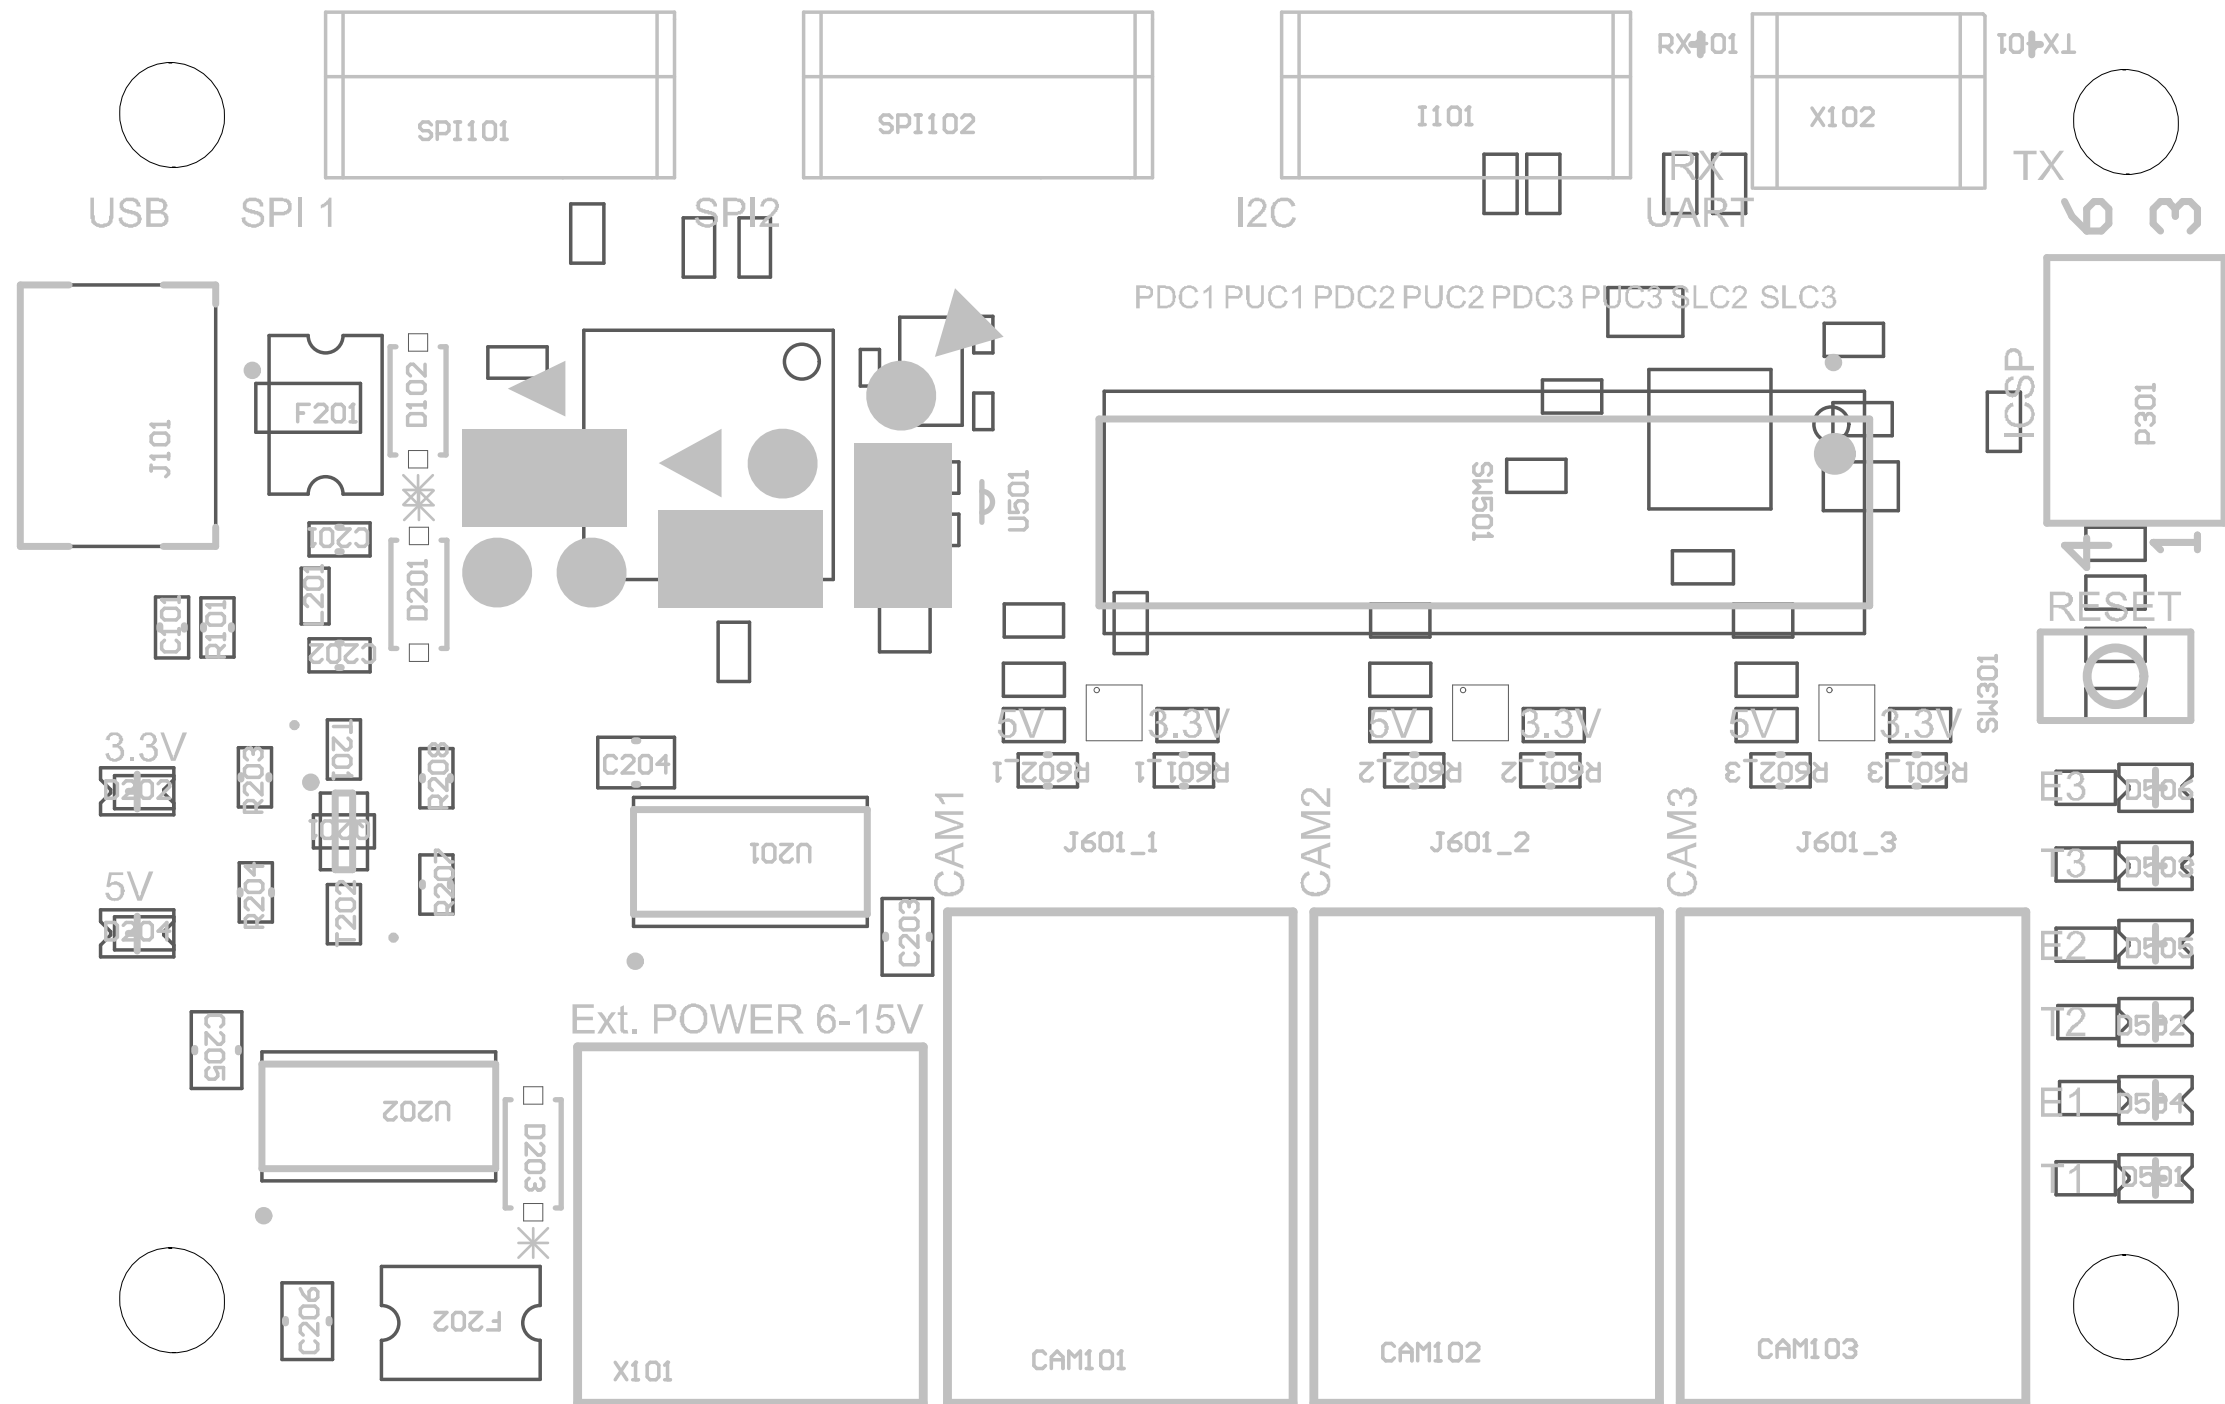 RX101
TX101
SPI101
SPI102
I101
X102
RX
TX
USB
SPI 1
SPI2
I2C
UART
6
3
PDC1 PUC1 PDC2 PUC2 PDC3 PUC3 SLC2 SLC3
ICSP
J101
F201
D102
P301
U501
SW501
C201
D201
4
1
L201
C101
R101
C202
RESET
SW301
3.3V
D202
R203
T201
R208
C204
5V
3.3V
5V
3.3V
5V
3.3V
R602_1
R601_1
R602_2
R601_2
R602_3
R601_3
E3
D506
CAM1
CAM2
CAM3
J601_1
J601_2
J601_3
U201
T3
D503
5V
D204
R204
T202
R207
C203
E2
D505
Ext. POWER 6-15V
T2
D502
C205
U202
D203
E1
D504
T1
D501
C206
F202
X101
CAM101
CAM102
CAM103